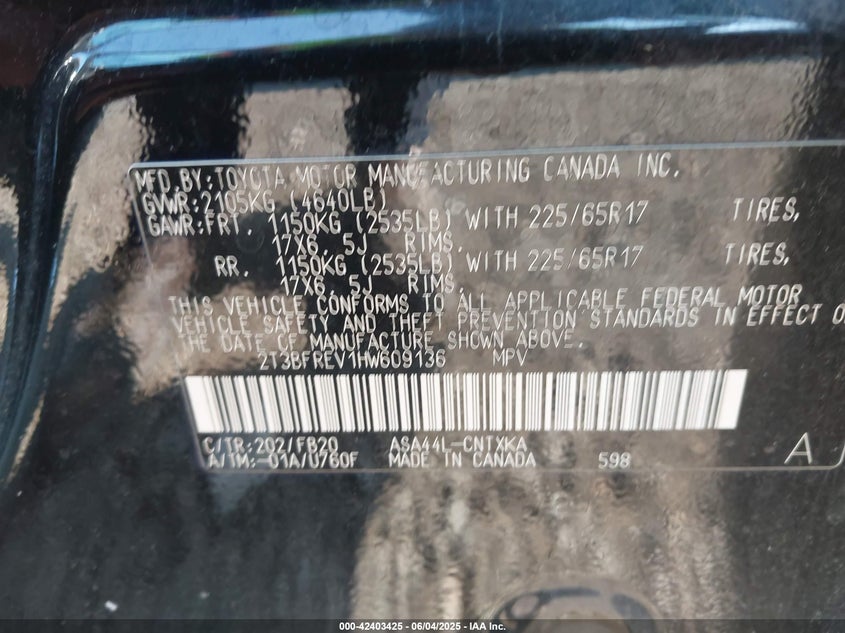 MFD.BY:TOYOTA MOTOR MANUFACTURING CANADA INC.
GVWR:2105KG (4640LB)
GAWR:FRT. 1150KG (2535LB) WITH 225/65R17 TIRES,
17X6.5J RIMS.
RR. 1150KG (2535LB) WITH 225/65R17 TIRES,
17X6.5J RIMS.
THIS VEHICLE CONFORMS TO ALL APPLICABLE FEDERAL MOTOR
VEHICLE SAFETY AND THEFT PREVENTION STANDARDS IN EFFECT O
THE DATE OF MANUFACTURE SHOWN ABOVE.
2T3BFREV1HW609136 MPV
C/TR:202/FB20 ASA44L-CNTXKA
A/TM:-01A/U760F MADE IN CANADA 598 A
000-42403425 | 06/04/2025 | IAA Inc.